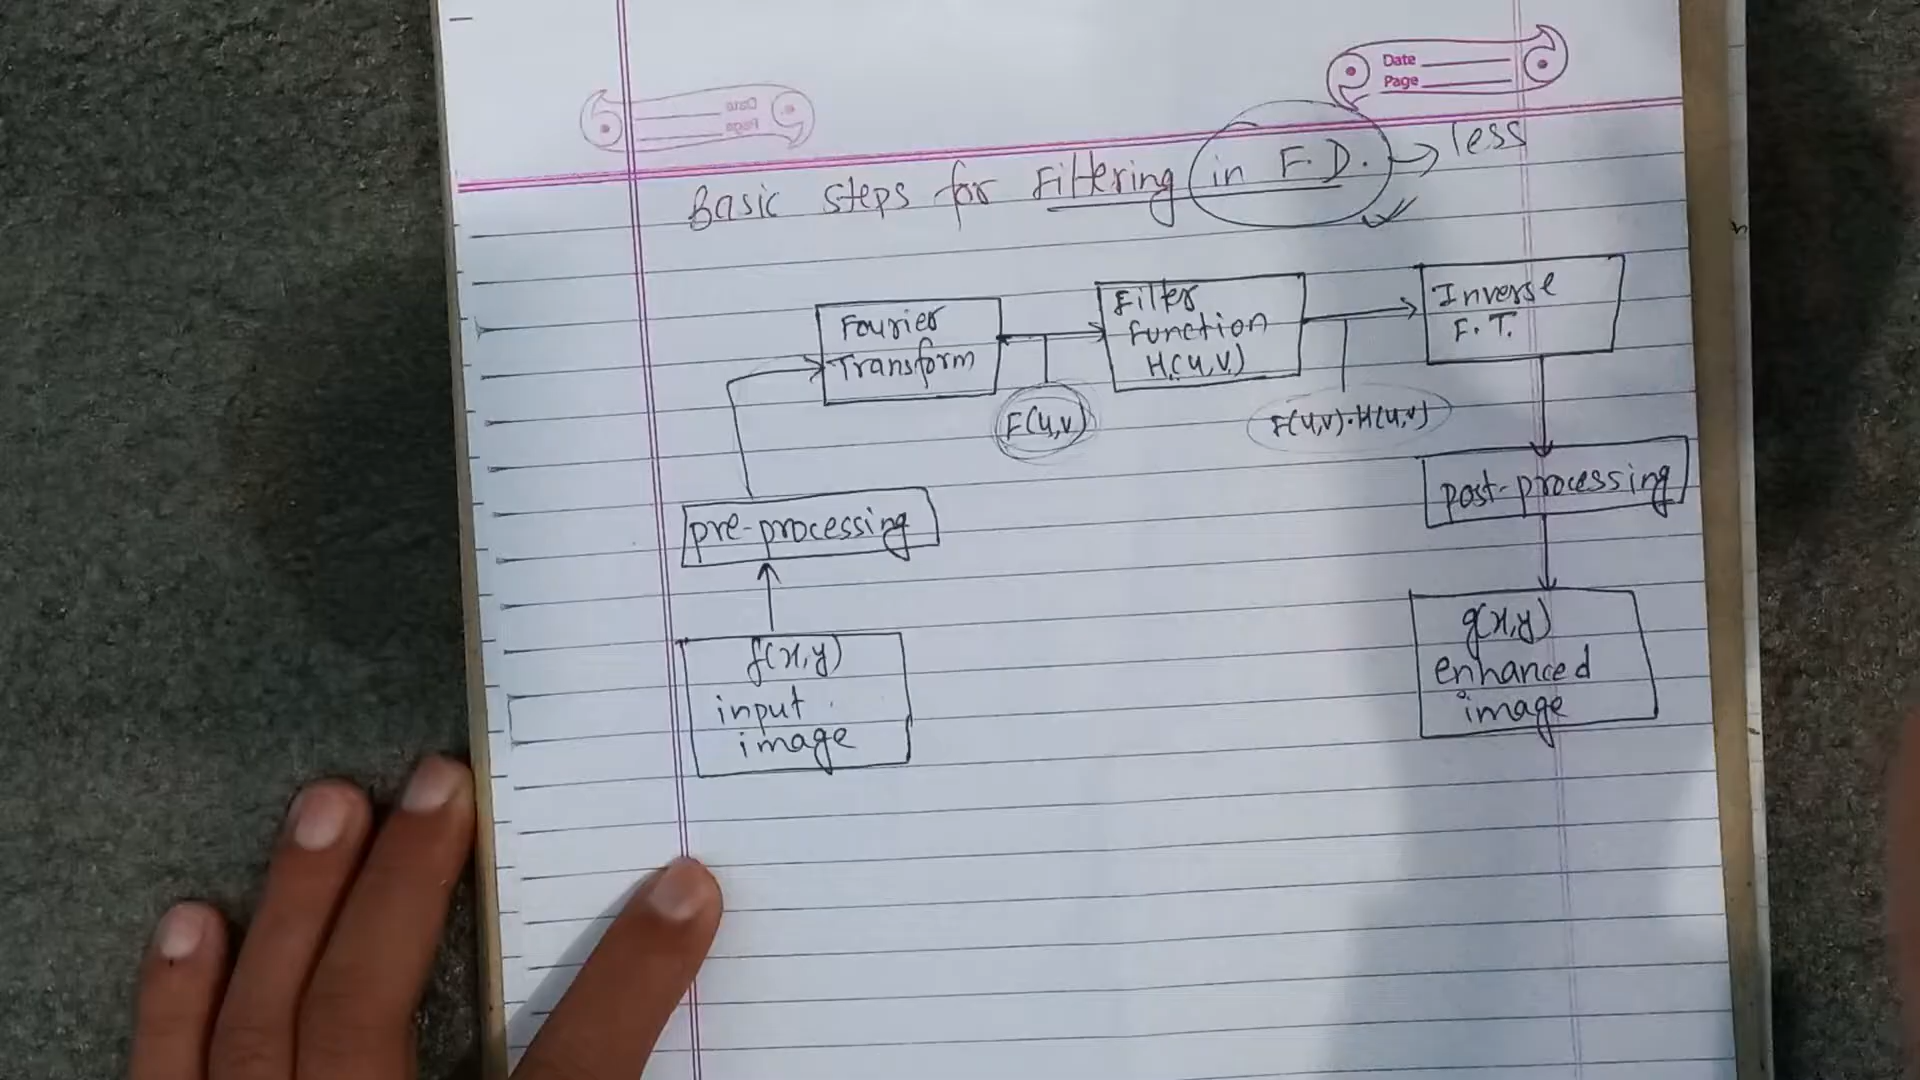 Date
Page
Basic steps for Filtering in F.D. → less
Fourier
Transform
Filter
function
H(u,v)
Inverse
F.T.
F(u,v)
F(u,v).H(u,v)
pre-processing
post-processing
f(x,y)
input
image
g(x,y)
enhanced
image